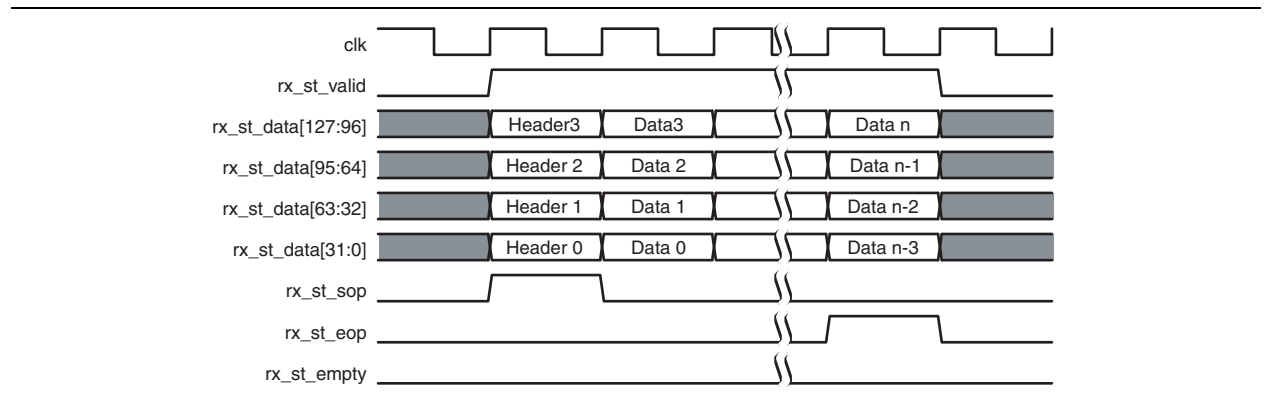 clk
rx_st_valid
rx_st_data[127:96] Header3 Data3 Data n
rx_st_data[95:64] Header 2 Data 2 Data n-1
rx_st_data[63:32] Header 1 Data 1 Data n-2
rx_st_data[31:0] Header 0 Data 0 Data n-3
rx_st_sop
rx_st_eop
rx_st_empty